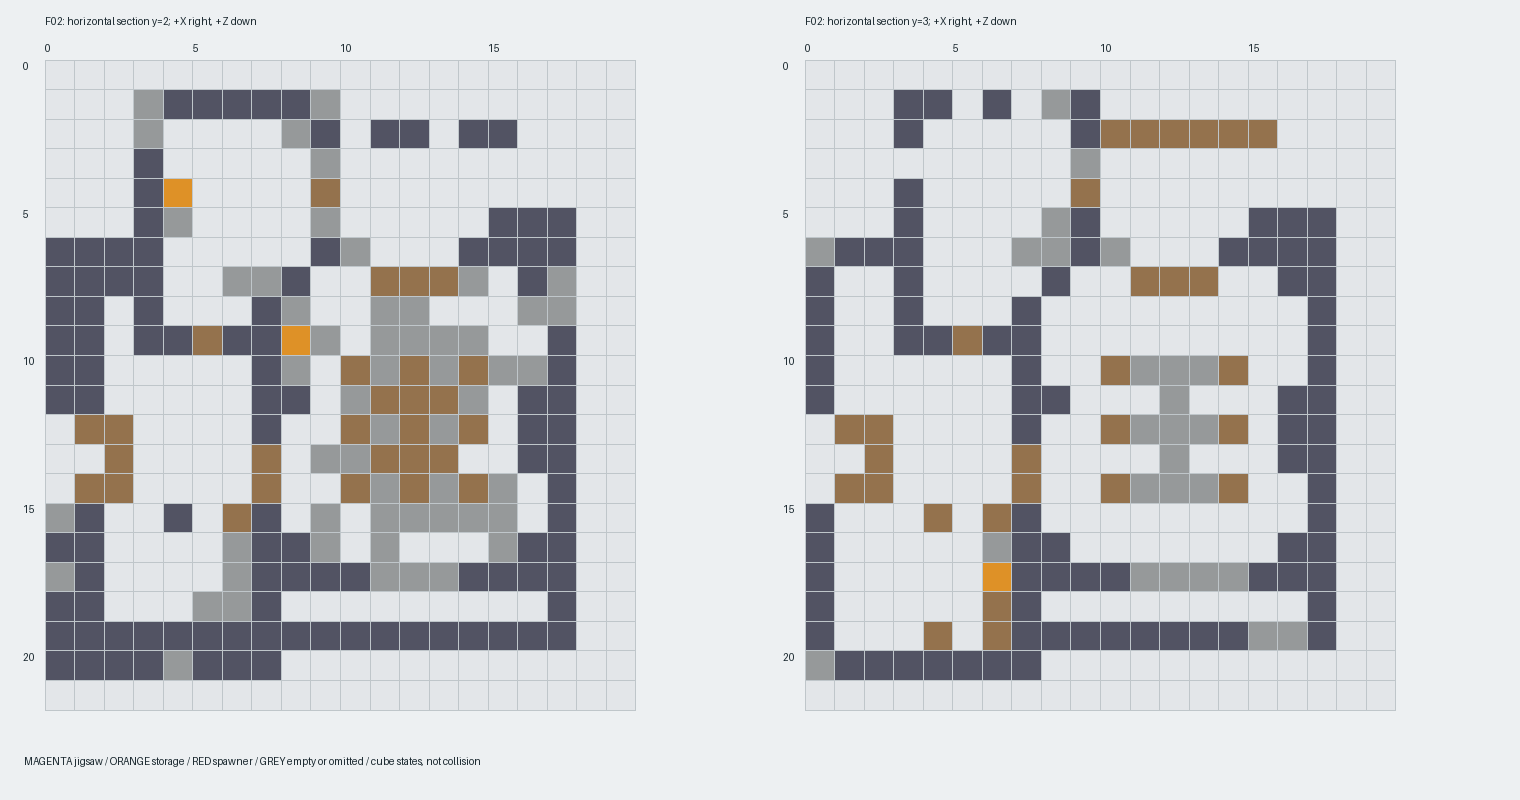 F02: horizontal section y=2; +X right, +Z down
F02: horizontal section y=3; +X right, +Z down
0 5 10 15
0 5 10 15
0
0
5
5
10
10
15
15
20
20
MAGENTA jigsaw / ORANGE storage / RED spawner / GREY empty or omitted / cube states, not collision